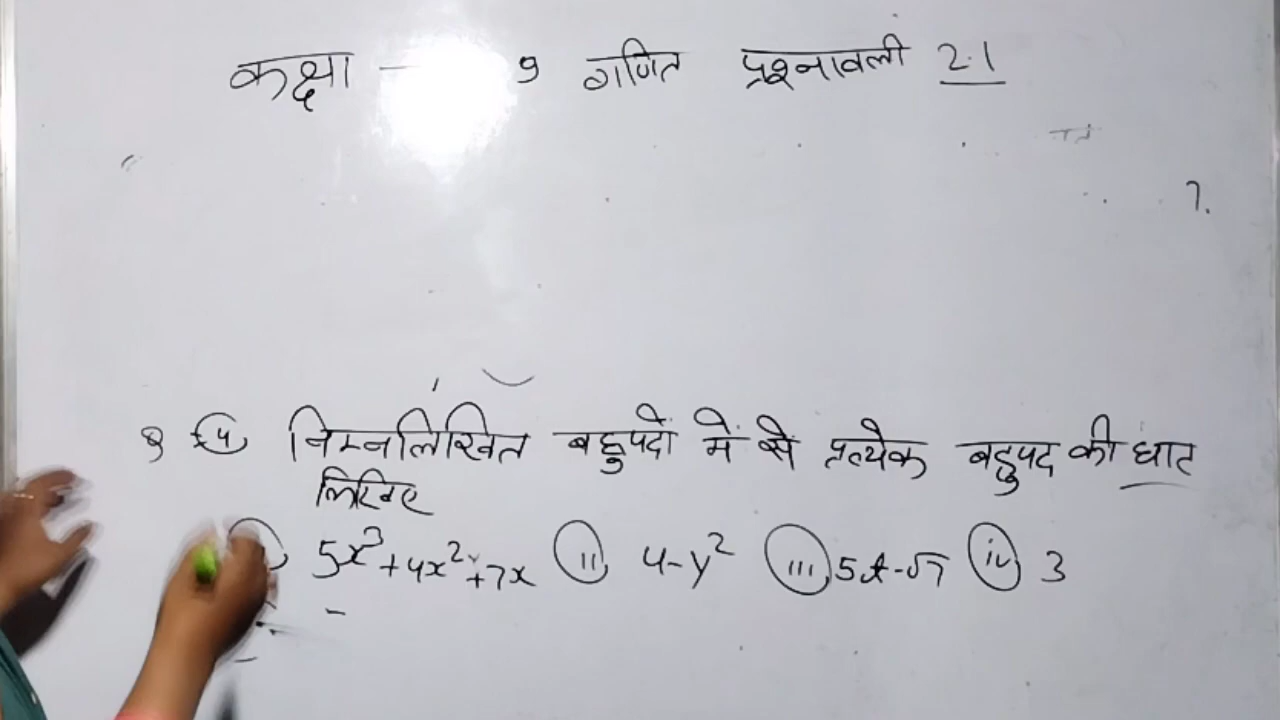 कक्षा - 9 गणित प्रश्नावली 2.1
7.
8 (4) निम्नलिखित बहुपदों में से प्रत्येक बहुपद की घात
लिखिए
5x³+4x²+7x (ii) 4-y² (iii) 5t-√7 (iv) 3